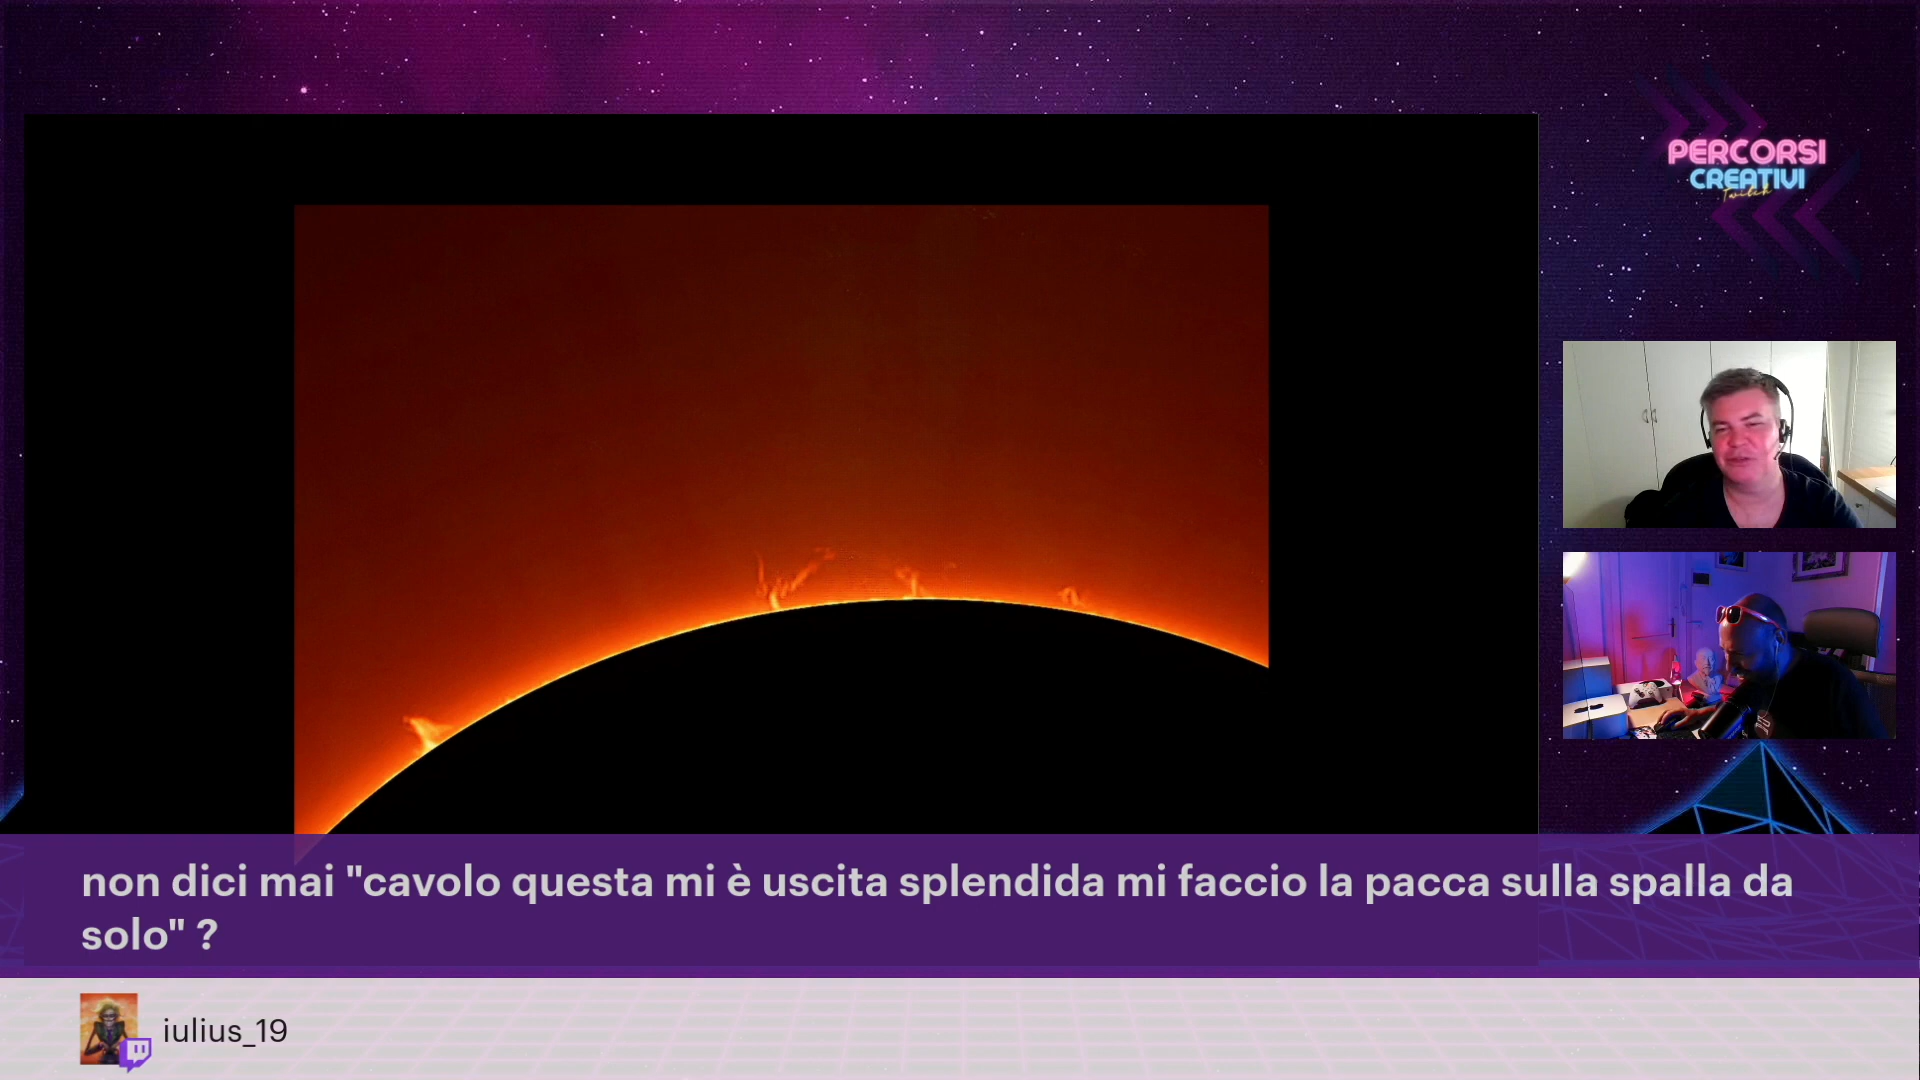 PERCORSI
CREATIVI
Twitch
non dici mai "cavolo questa mi è uscita splendida mi faccio la pacca sulla spalla da
solo" ?
iulius_19